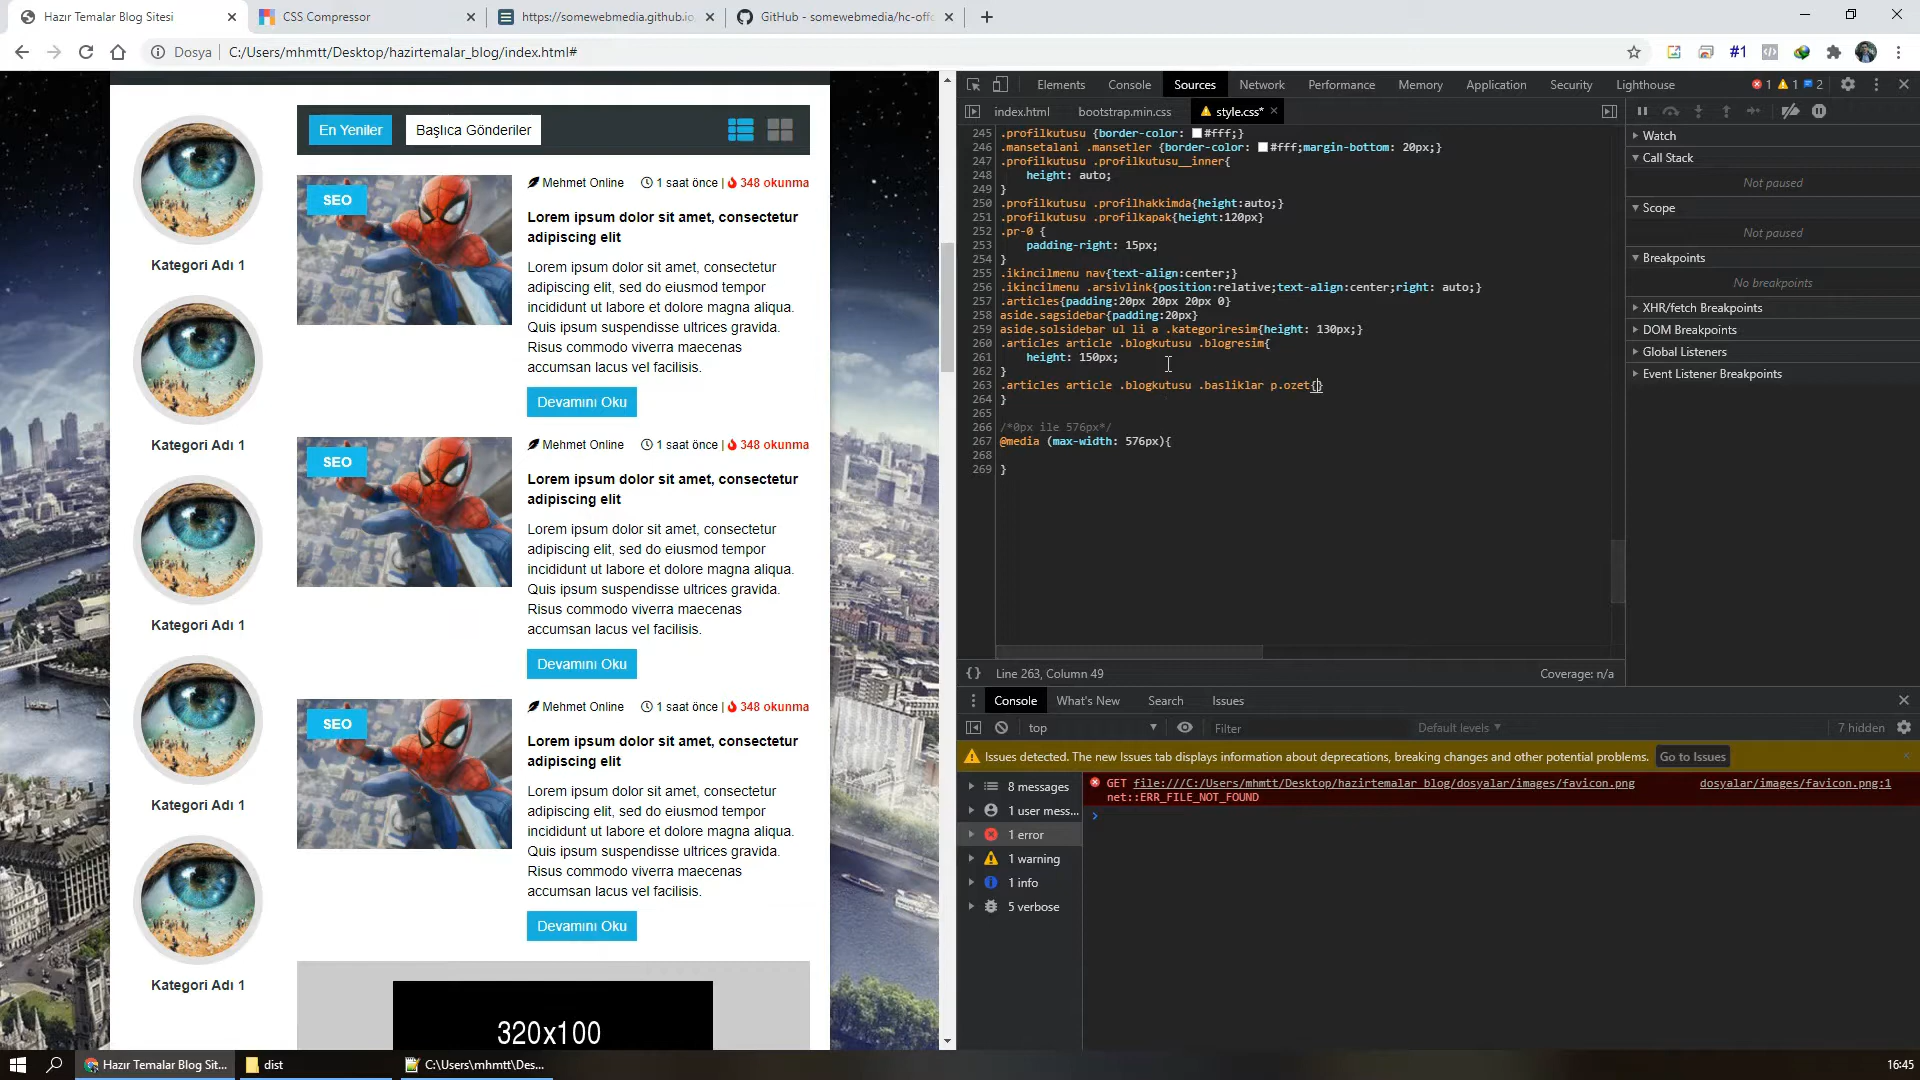 Hazır Temalar Blog Sitesi
CSS Compressor
https://somewebmedia.github.io
GitHub - somewebmedia/hc-offc
Dosya
C:/Users/mhmtt/Desktop/hazirtemalar_blog/index.html#
#1
Elements Console Sources Network Performance Memory Application Security Lighthouse
1 1 2
index.html bootstrap.min.css style.css*
245 .profilkutusu {border-color: #fff;}
246 .mansetalani .mansetler {border-color: #fff;margin-bottom: 20px;}
247 .profilkutusu .profilkutusu__inner{
248 height: auto;
249 }
250 .profilkutusu .profilhakkimda{height:auto;}
251 .profilkutusu .profilkapak{height:120px}
252 .pr-0 {
253 padding-right: 15px;
254 }
255 .ikincilmenu nav{text-align:center;}
256 .ikincilmenu .arsivlink{position:relative;text-align:center;right: auto;}
257 .articles{padding:20px 20px 20px 0}
258 aside.sagsidebar{padding:20px}
259 aside.solsidebar ul li a .kategoriresim{height: 130px;}
260 .articles article .blogkutusu .blogresim{
261 height: 150px;
262 }
263 .articles article .blogkutusu .basliklar p.ozet{}
264 }
265
266 /*0px ile 576px*/
267 @media (max-width: 576px){
268
269 }
{ } Line 263, Column 49
Coverage: n/a
Watch
Call Stack
Not paused
Scope
Not paused
Breakpoints
No breakpoints
XHR/fetch Breakpoints
DOM Breakpoints
Global Listeners
Event Listener Breakpoints
Console What's New Search Issues
top
Filter
Default levels
7 hidden
Issues detected. The new Issues tab displays information about deprecations, breaking changes and other potential problems.
Go to Issues
8 messages
1 user mess...
1 error
1 warning
1 info
5 verbose
GET file:///C:/Users/mhmtt/Desktop/hazirtemalar_blog/dosyalar/images/favicon.png
net::ERR_FILE_NOT_FOUND
dosyalar/images/favicon.png:1
Kategori Adı 1
Kategori Adı 1
Kategori Adı 1
Kategori Adı 1
Kategori Adı 1
En Yeniler
Başlıca Gönderiler
SEO
Mehmet Online 1 saat önce | 348 okunma
Lorem ipsum dolor sit amet, consectetur
adipiscing elit
Lorem ipsum dolor sit amet, consectetur
adipiscing elit, sed do eiusmod tempor
incididunt ut labore et dolore magna aliqua.
Quis ipsum suspendisse ultrices gravida.
Risus commodo viverra maecenas
accumsan lacus vel facilisis.
Devamını Oku
SEO
Mehmet Online 1 saat önce | 348 okunma
Lorem ipsum dolor sit amet, consectetur
adipiscing elit
Lorem ipsum dolor sit amet, consectetur
adipiscing elit, sed do eiusmod tempor
incididunt ut labore et dolore magna aliqua.
Quis ipsum suspendisse ultrices gravida.
Risus commodo viverra maecenas
accumsan lacus vel facilisis.
Devamını Oku
SEO
Mehmet Online 1 saat önce | 348 okunma
Lorem ipsum dolor sit amet, consectetur
adipiscing elit
Lorem ipsum dolor sit amet, consectetur
adipiscing elit, sed do eiusmod tempor
incididunt ut labore et dolore magna aliqua.
Quis ipsum suspendisse ultrices gravida.
Risus commodo viverra maecenas
accumsan lacus vel facilisis.
Devamını Oku
320x100
Hazır Temalar Blog Sit...
dist
C:\Users\mhmtt\Des...
16:45